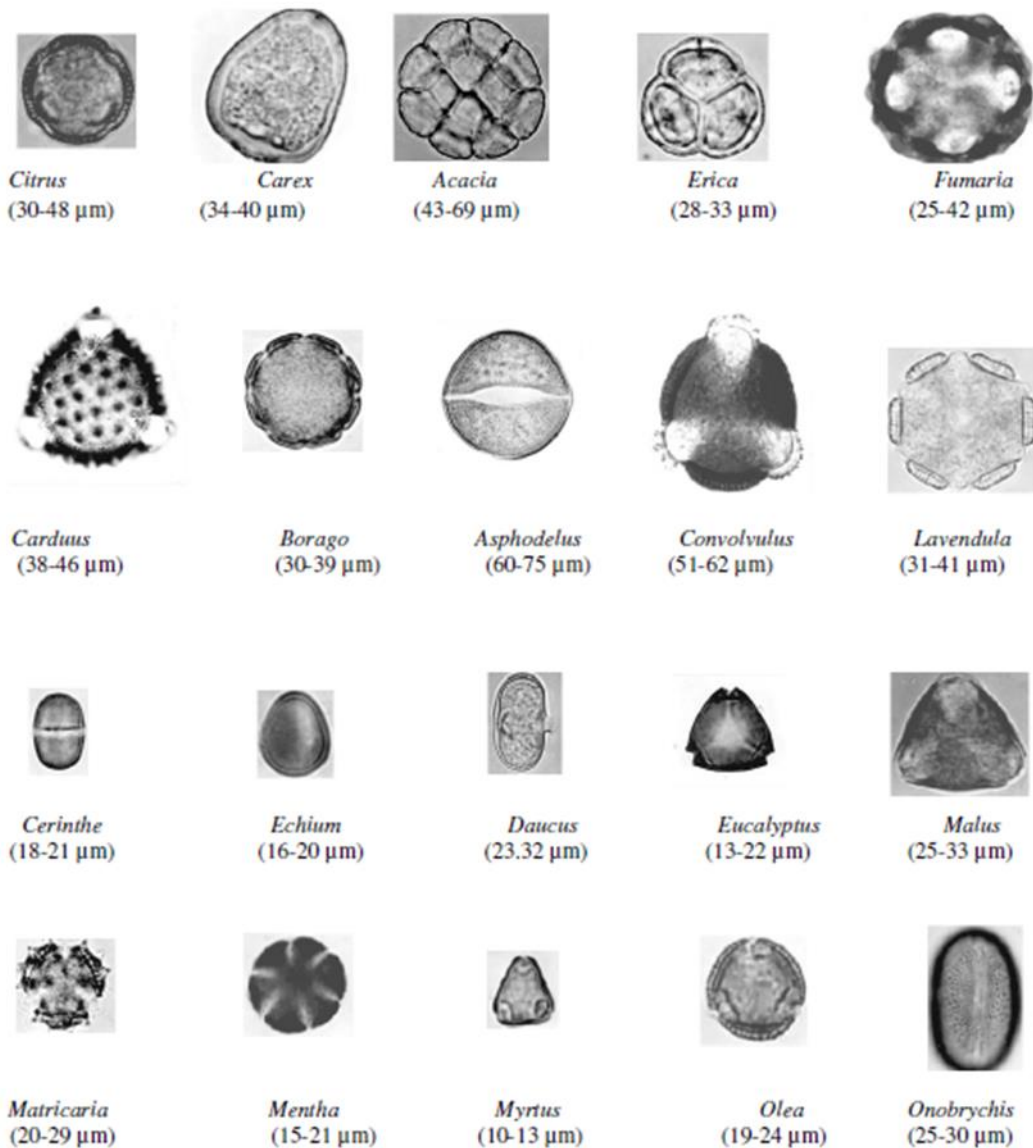 Citrus Carex Acacia Erica Fumaria
(30-48 µm) (34-40 µm) (43-69 µm) (28-33 µm) (25-42 µm)
Carduus Borago Asphodelus Convolvulus Lavendula
(38-46 µm) (30-39 µm) (60-75 µm) (51-62 µm) (31-41 µm)
Cerinthe Echium Daucus Eucalyptus Malus
(18-21 µm) (16-20 µm) (23.32 µm) (13-22 µm) (25-33 µm)
Matricaria Mentha Myrtus Olea Onobrychis
(20-29 µm) (15-21 µm) (10-13 µm) (19-24 µm) (25-30 µm)